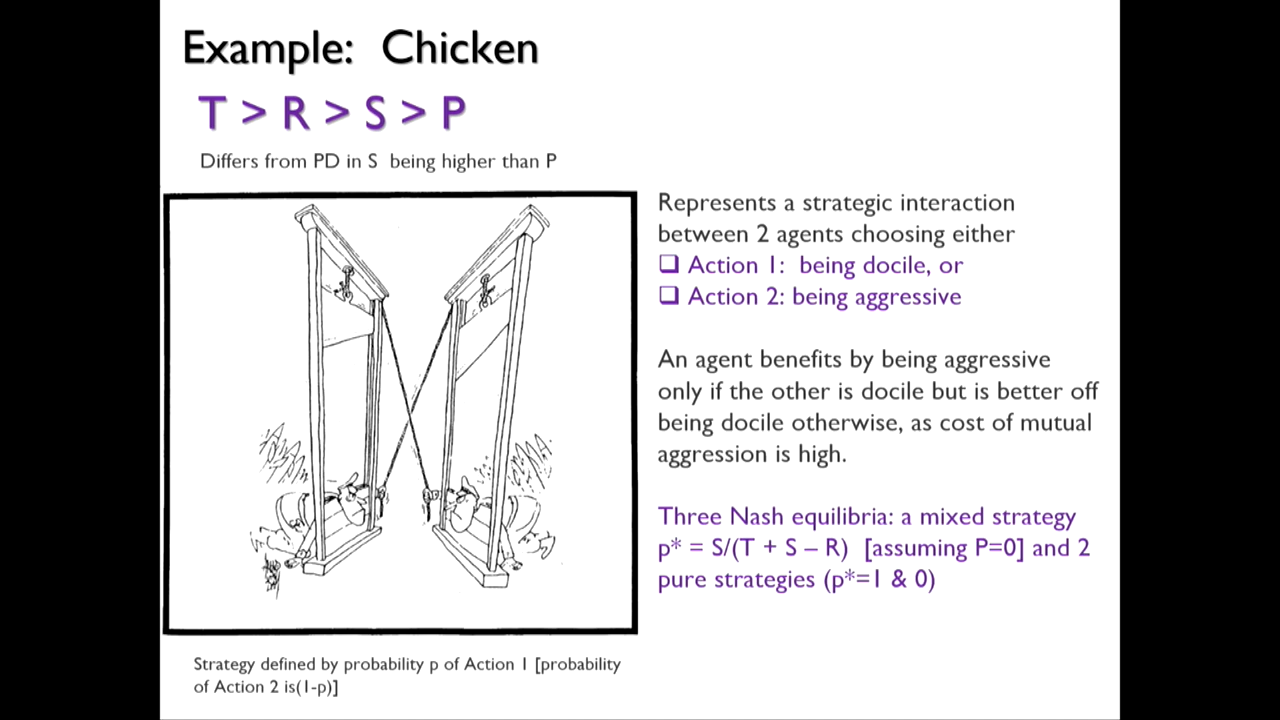 Example: Chicken
T > R > S > P
Differs from PD in S being higher than P
Represents a strategic interaction
between 2 agents choosing either
❑ Action 1: being docile, or
❑ Action 2: being aggressive
An agent benefits by being aggressive
only if the other is docile but is better off
being docile otherwise, as cost of mutual
aggression is high.
Three Nash equilibria: a mixed strategy
p* = S/(T + S – R) [assuming P=0] and 2
pure strategies (p*=1 & 0)
Strategy defined by probability p of Action 1 [probability
of Action 2 is(1-p)]